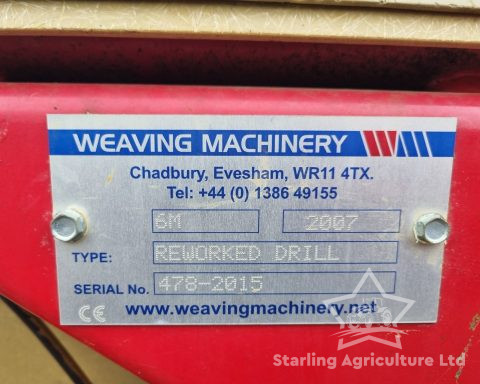 WEAVING MACHINERY
Chadbury, Evesham, WR11 4TX.
Tel: +44 (0) 1386 49155
6M 2007
TYPE: REWORKED DRILL
SERIAL No. 478-2015
www.weavingmachinery.net
CE
Starling Agriculture Ltd